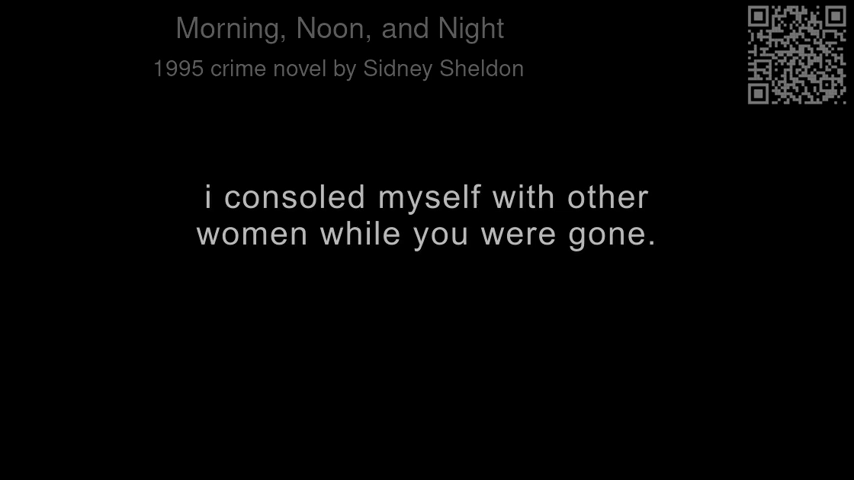 Morning, Noon, and Night
1995 crime novel by Sidney Sheldon
i consoled myself with other
women while you were gone.